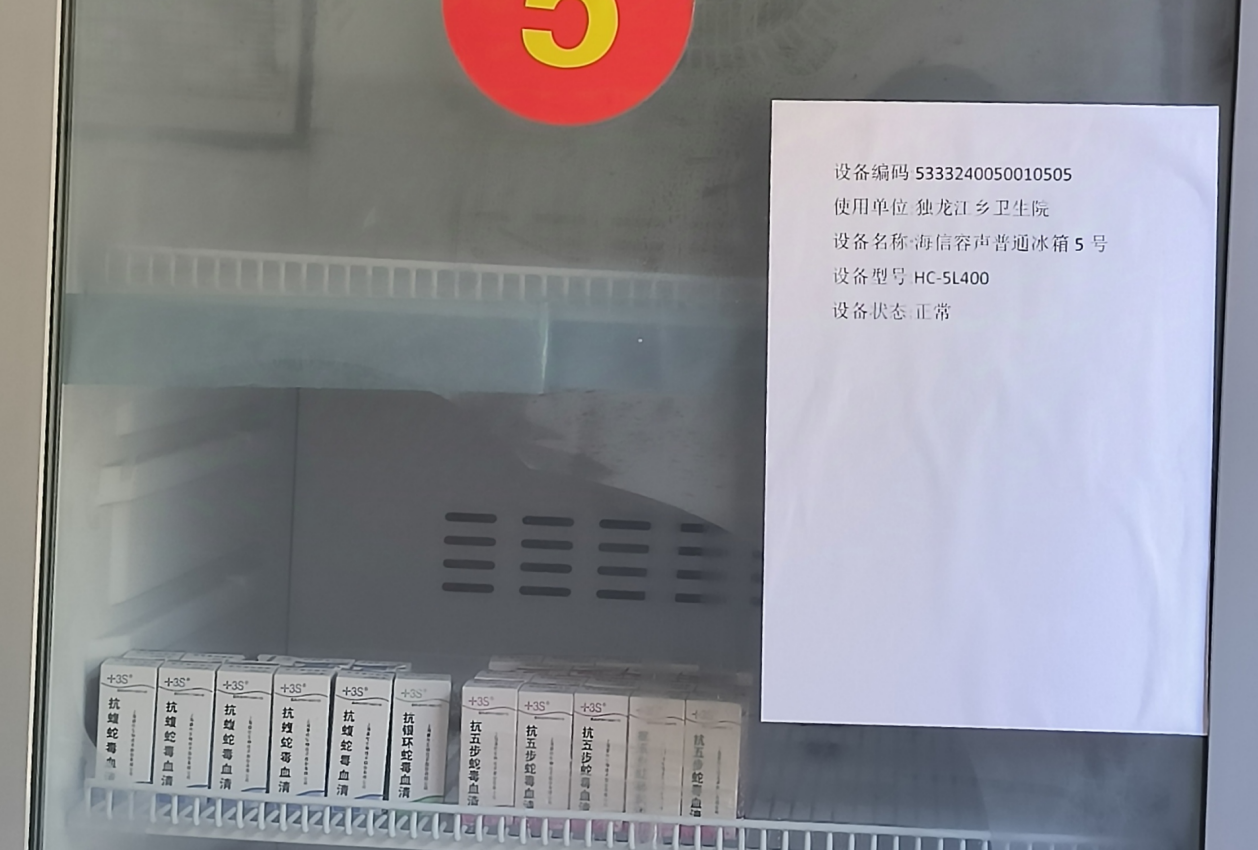 5
设备编码 5333240050010505
使用单位 独龙江乡卫生院
设备名称 海信容声普通冰箱 5 号
设备型号 HC-5L400
设备状态 正常
+3S®
抗蝮蛇毒血清
+3S®
抗蝮蛇毒血清
+3S®
抗蝮蛇毒血清
+3S®
抗蝮蛇毒血清
+3S®
抗蝮蛇毒血清
+3S®
抗银环蛇毒血清
+3S®
抗五步蛇毒血清
+3S®
抗五步蛇毒血清
+3S®
抗五步蛇毒血清
抗五步蛇毒血清